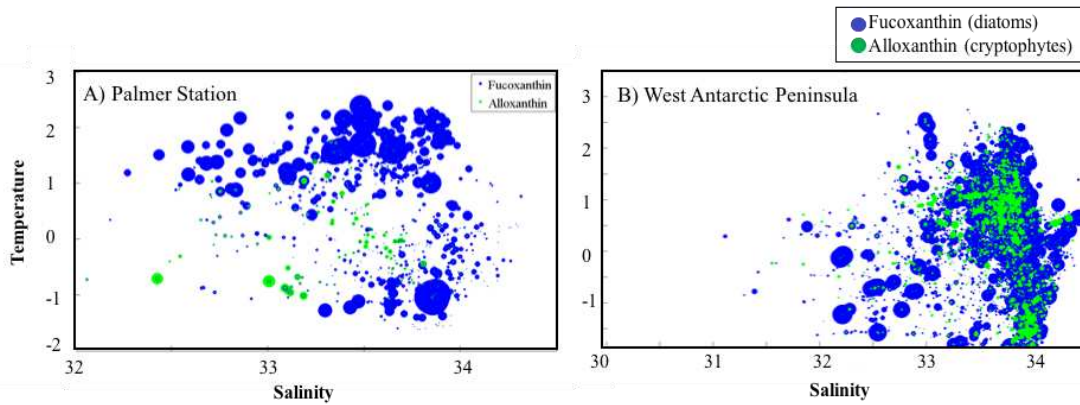 Fucoxanthin (diatoms)
Alloxanthin (cryptophytes)
A) Palmer Station
Fucoxanthin
Alloxanthin
3
2
1
0
-1
-2
Temperature
32
33
34
Salinity
B) West Antarctic Peninsula
3
2
1
0
-1
30
31
32
33
34
Salinity